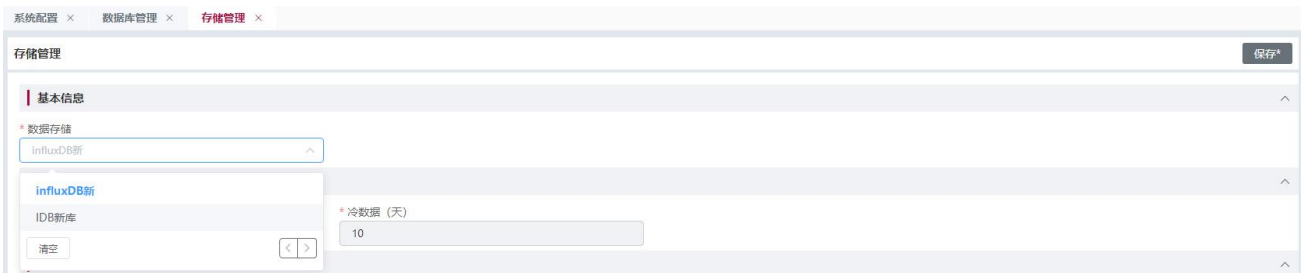 系统配置 × 数据库管理 × 存储管理 ×
存储管理 保存*
基本信息
* 数据存储
influxDB新
influxDB新
IDB新库
* 冷数据（天）
10
清空 < >